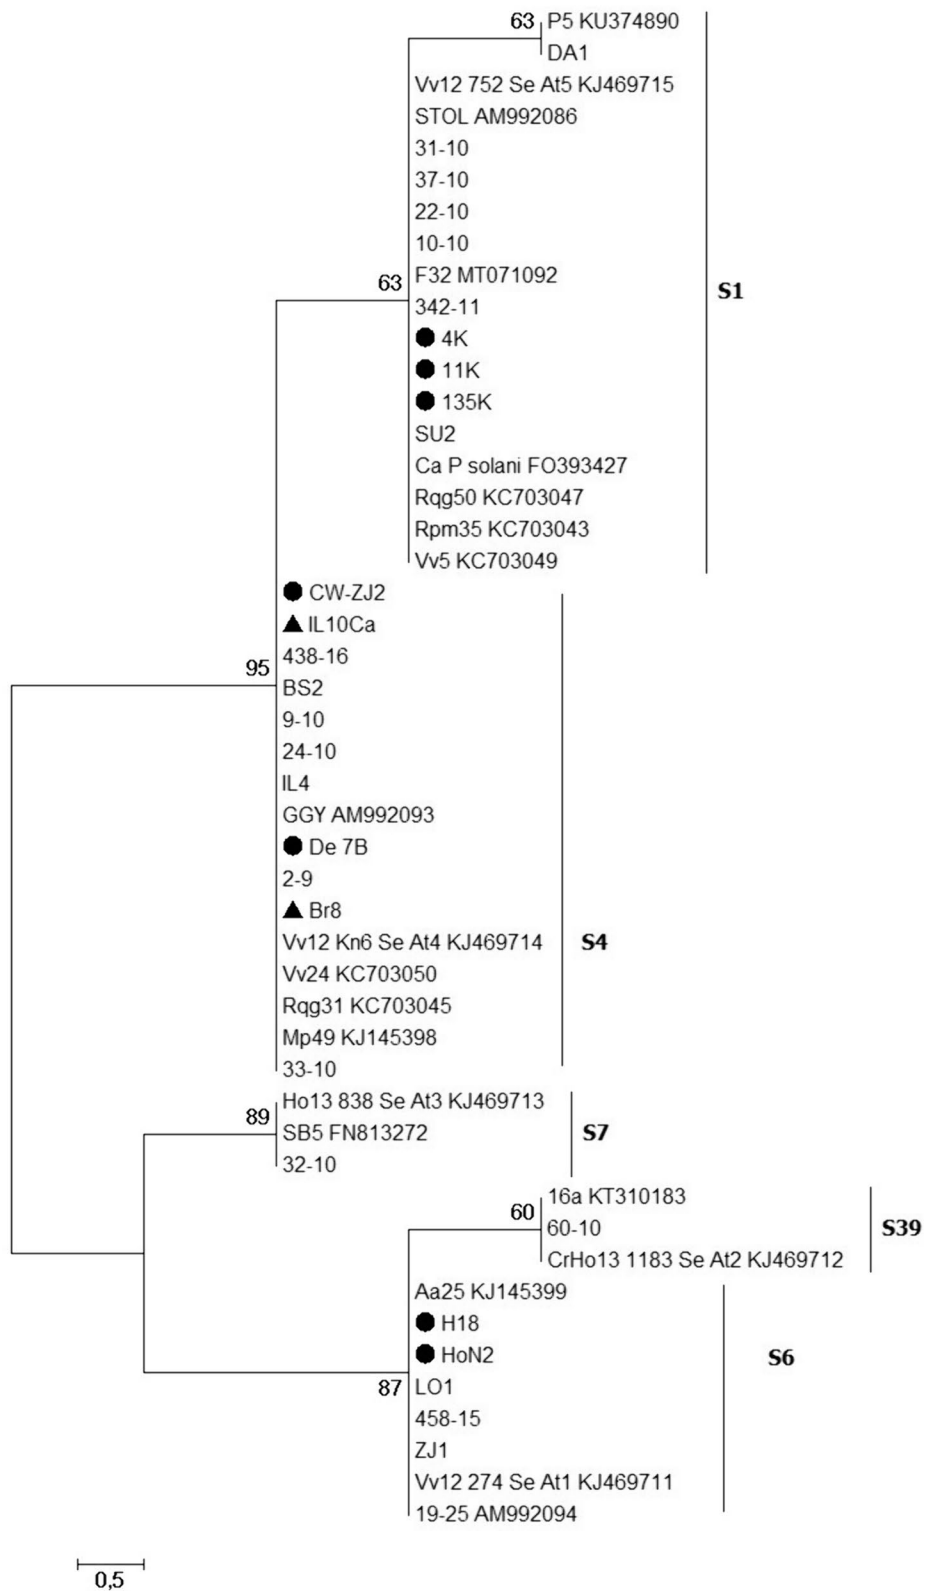 63
P5 KU374890
DA1
Vv12 752 Se At5 KJ469715
STOL AM992086
31-10
37-10
22-10
10-10
F32 MT071092
63
S1
342-11
4K
11K
135K
SU2
Ca P solani FO393427
Rqg50 KC703047
Rpm35 KC703043
Vv5 KC703049
CW-ZJ2
IL10Ca
438-16
95
BS2
9-10
24-10
IL4
GGY AM992093
De 7B
2-9
Br8
Vv12 Kn6 Se At4 KJ469714
S4
Vv24 KC703050
Rqg31 KC703045
Mp49 KJ145398
33-10
Ho13 838 Se At3 KJ469713
89
SB5 FN813272
S7
32-10
16a KT310183
60
60-10
S39
CrHo13 1183 Se At2 KJ469712
Aa25 KJ145399
H18
HoN2
S6
87
LO1
458-15
ZJ1
Vv12 274 Se At1 KJ469711
19-25 AM992094
0,5